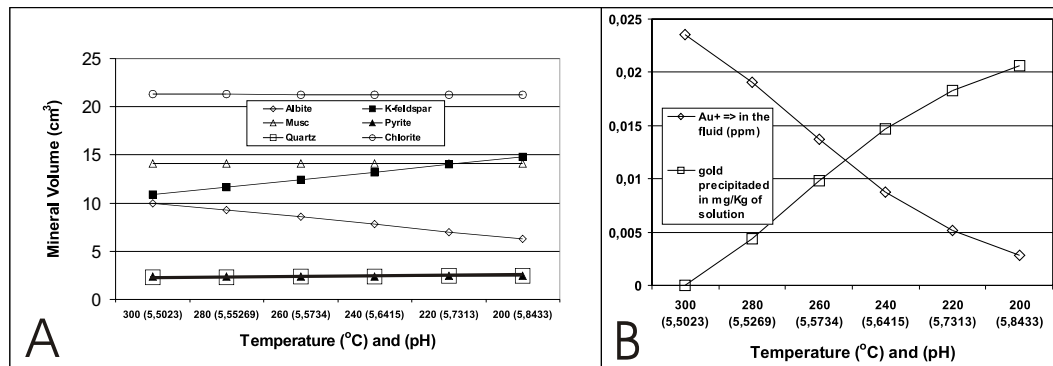 25
20
15
10
5
0
Mineral Volume (cm3)
Albite
K-feldspar
Musc
Pyrite
Quartz
Chlorite
300 (5,5023) 280 (5,55269) 260 (5,5734) 240 (5,6415) 220 (5,7313) 200 (5,8433)
Temperature (oC) and (pH)
A
0,025
0,02
0,015
0,01
0,005
0
Au+ => in the
fluid (ppm)
gold
precipitaded
in mg/Kg of
solution
300 280 260 240 220 200
(5,5023) (5,5269) (5,5734) (5,6415) (5,7313) (5,8433)
Temperature (oC) and (pH)
B